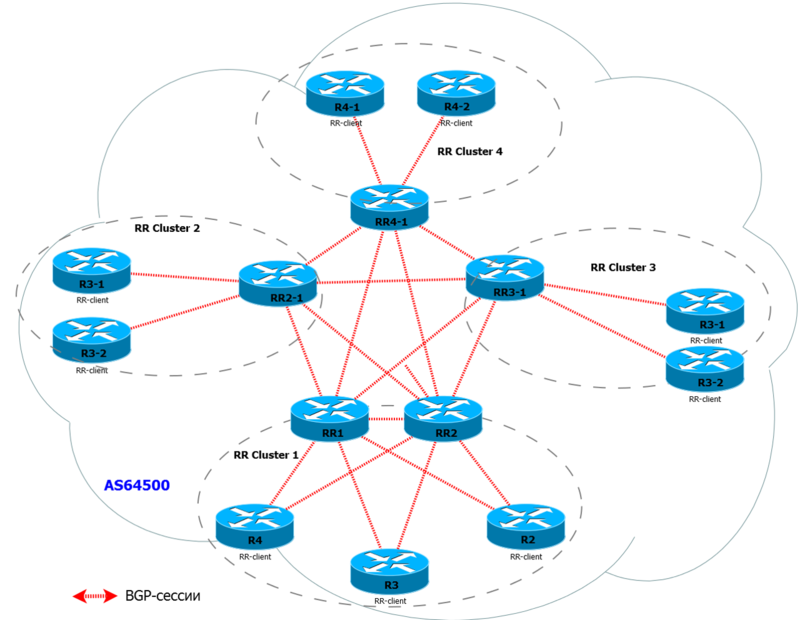 R4-1
RR-client
R4-2
RR-client
RR Cluster 4
RR4-1
RR Cluster 2
R3-1
RR-client
R3-2
RR-client
RR2-1
RR3-1
RR Cluster 3
R3-1
RR-client
R3-2
RR-client
RR1
RR2
RR Cluster 1
AS64500
R4
RR-client
R3
RR-client
R2
RR-client
BGP-сессии